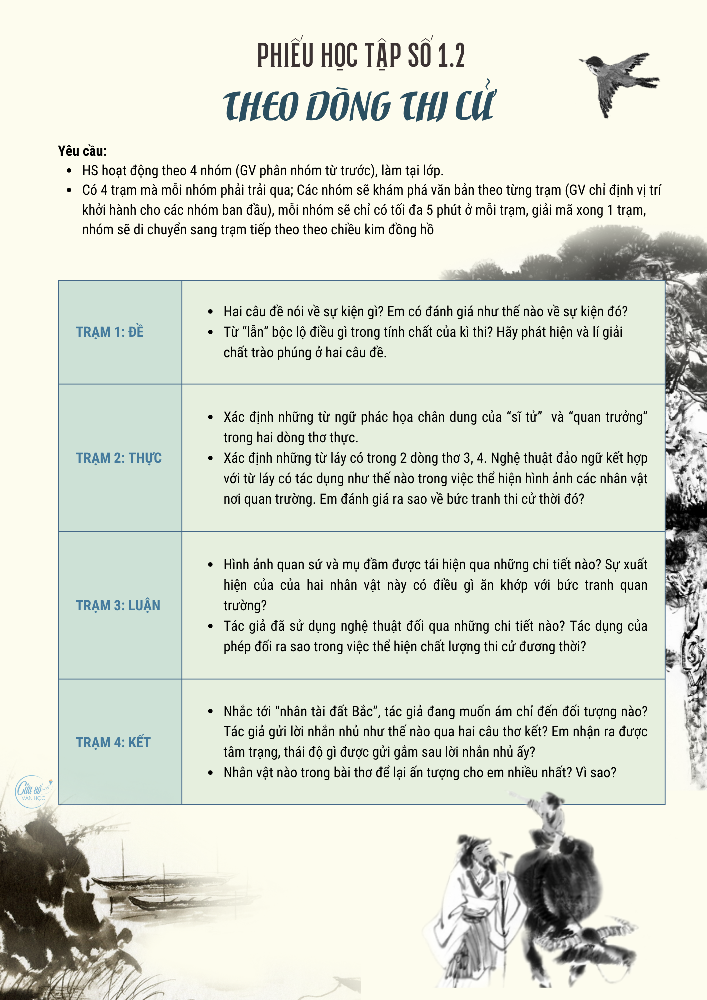 PHIẾU HỌC TẬP SỐ 1.2
THEO DÒNG THI CỬ
Yêu cầu:
• HS hoạt động theo 4 nhóm (GV phân nhóm từ trước), làm tại lớp.
• Có 4 trạm mà mỗi nhóm phải trải qua; Các nhóm sẽ khám phá văn bản theo từng trạm (GV chỉ định vị trí
khởi hành cho các nhóm ban đầu), mỗi nhóm sẽ chỉ có tối đa 5 phút ở mỗi trạm, giải mã xong 1 trạm,
nhóm sẽ di chuyển sang trạm tiếp theo theo chiều kim đồng hồ
TRẠM 1: ĐỀ
• Hai câu đề nói về sự kiện gì? Em có đánh giá như thế nào về sự kiện đó?
• Từ “lẫn” bộc lộ điều gì trong tính chất của kì thi? Hãy phát hiện và lí giải
chất trào phúng ở hai câu đề.
TRẠM 2: THỰC
• Xác định những từ ngữ phác họa chân dung của “sĩ tử” và “quan trưởng”
trong hai dòng thơ thực.
• Xác định những từ láy có trong 2 dòng thơ 3, 4. Nghệ thuật đảo ngữ kết hợp
với từ láy có tác dụng như thế nào trong việc thể hiện hình ảnh các nhân vật
nơi quan trường. Em đánh giá ra sao về bức tranh thi cử thời đó?
TRẠM 3: LUẬN
• Hình ảnh quan sứ và mụ đầm được tái hiện qua những chi tiết nào? Sự xuất
hiện của của hai nhân vật này có điều gì ăn khớp với bức tranh quan
trường?
• Tác giả đã sử dụng nghệ thuật đối qua những chi tiết nào? Tác dụng của
phép đối ra sao trong việc thể hiện chất lượng thi cử đương thời?
TRẠM 4: KẾT
• Nhắc tới “nhân tài đất Bắc”, tác giả đang muốn ám chỉ đến đối tượng nào?
Tác giả gửi lời nhắn nhủ như thế nào qua hai câu thơ kết? Em nhận ra được
tâm trạng, thái độ gì được gửi gắm sau lời nhắn nhủ ấy?
• Nhân vật nào trong bài thơ để lại ấn tượng cho em nhiều nhất? Vì sao?
Cửa sổ
VĂN HỌC